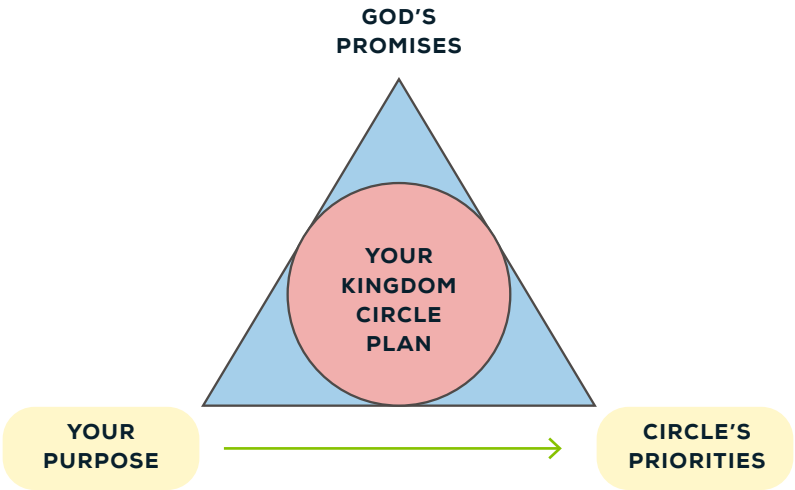 GOD'S
PROMISES
YOUR
KINGDOM
CIRCLE
PLAN
YOUR
PURPOSE
CIRCLE'S
PRIORITIES